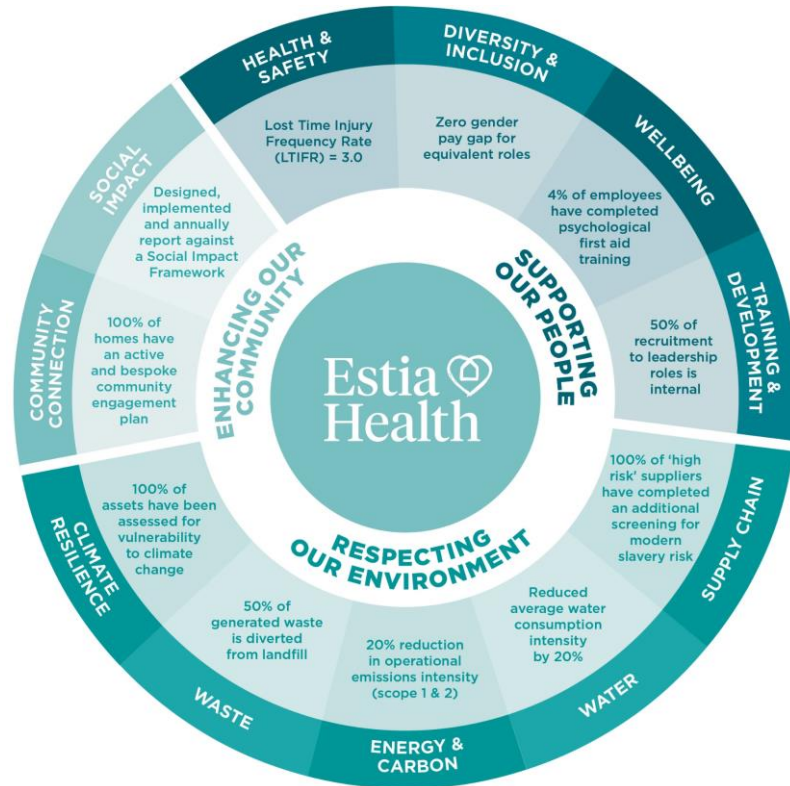 HEALTH &
SAFETY
Lost Time Injury
Frequency Rate
(LTIFR) = 3.0
DIVERSITY &
INCLUSION
Zero gender
pay gap for
equivalent roles
WELLBEING
4% of employees
have completed
psychological
first aid
training
TRAINING &
DEVELOPMENT
50% of
recruitment
to leadership
roles is
internal
SUPPORTING
OUR PEOPLE
SUPPLY CHAIN
100% of ‘high
risk’ suppliers
have completed
an additional
screening for
modern
slavery risk
WATER
Reduced
average water
consumption
intensity
by 20%
ENERGY &
CARBON
20% reduction
in operational
emissions intensity
(scope 1 & 2)
WASTE
50% of
generated waste
is diverted
from landfill
CLIMATE
RESILIENCE
100% of
assets have been
assessed for
vulnerability
to climate
change
RESPECTING
OUR ENVIRONMENT
COMMUNITY
CONNECTION
100% of
homes have
an active
and bespoke
community
engagement
plan
SOCIAL
IMPACT
Designed,
implemented
and annually
report against
a Social Impact
Framework
ENHANCING OUR
COMMUNITY
Estia
Health